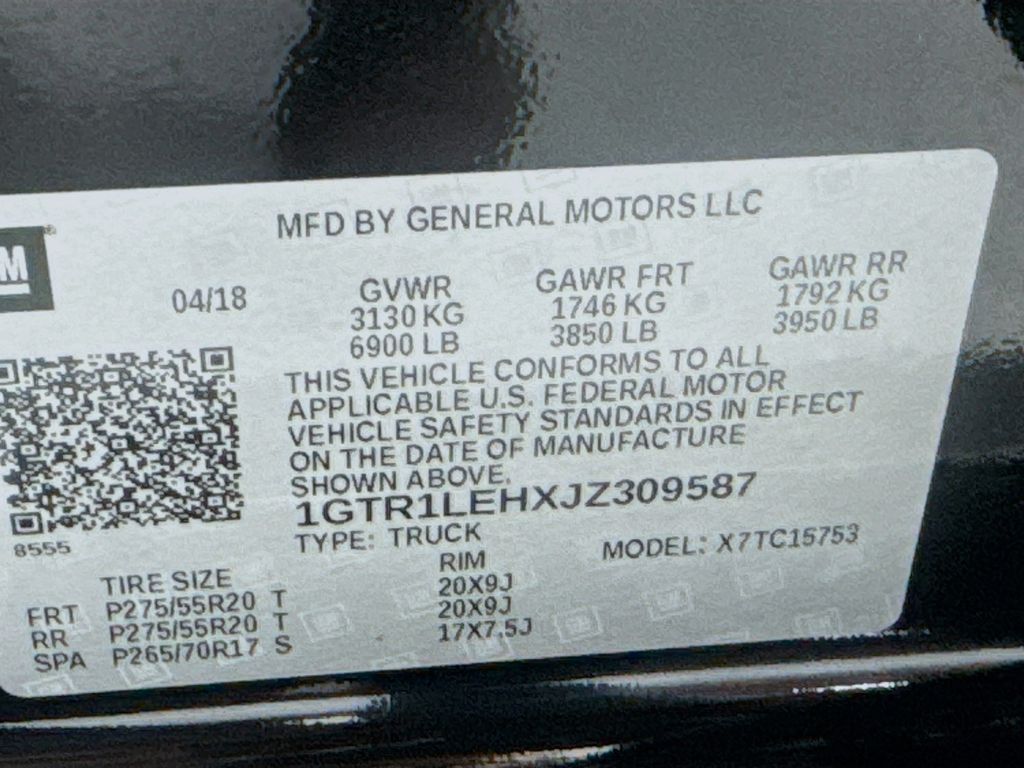 MFD BY GENERAL MOTORS LLC
04/18
GVWR
3130 KG
6900 LB
GAWR FRT
1746 KG
3850 LB
GAWR RR
1792 KG
3950 LB
THIS VEHICLE CONFORMS TO ALL
APPLICABLE U.S. FEDERAL MOTOR
VEHICLE SAFETY STANDARDS IN EFFECT
ON THE DATE OF MANUFACTURE
SHOWN ABOVE.
1GTR1LEHXJZ309587
TYPE: TRUCK
MODEL: X7TC15753
8555
TIRE SIZE RIM
FRT P275/55R20 T 20X9J
RR P275/55R20 T 20X9J
SPA P265/70R17 S 17X7.5J